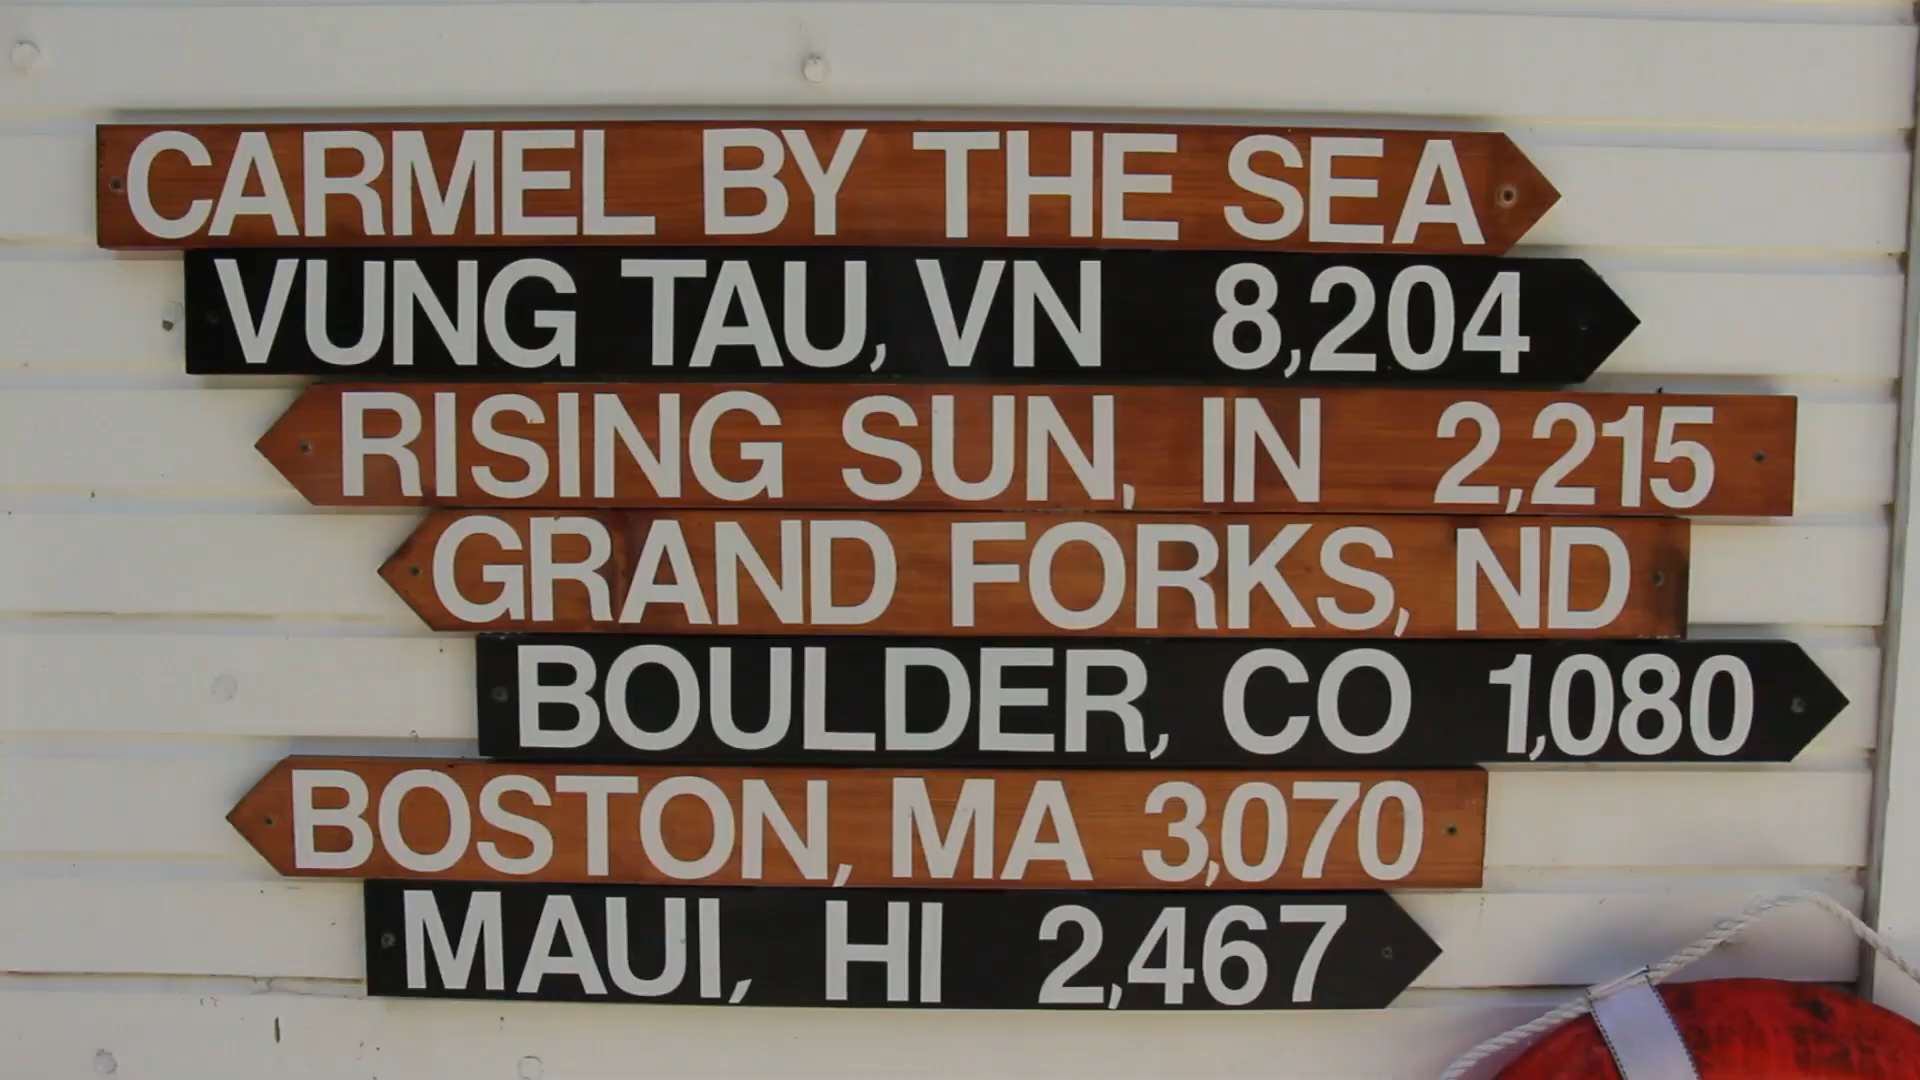 CARMEL BY THE SEA
VUNG TAU, VN 8,204
RISING SUN, IN 2,215
GRAND FORKS, ND
BOULDER, CO 1,080
BOSTON, MA 3,070
MAUI, HI 2,467